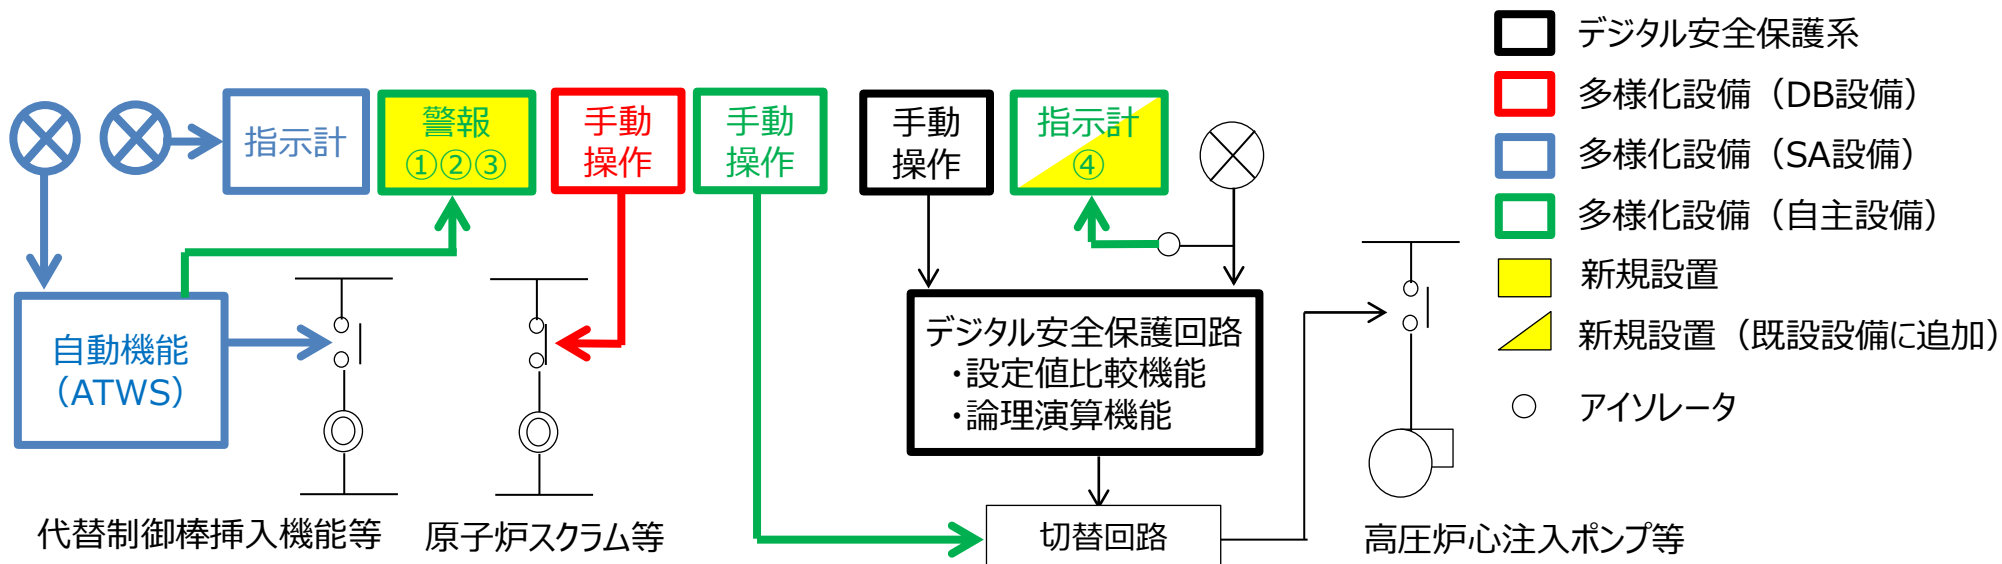 デジタル安全保護系
多様化設備（DB設備）
多様化設備（SA設備）
多様化設備（自主設備）
新規設置
新規設置（既設設備に追加）
アイソレータ
指示計
警報
①②③
手動
操作
手動
操作
手動
操作
指示計
④
自動機能
（ATWS）
デジタル安全保護回路
・設定値比較機能
・論理演算機能
切替回路
代替制御棒挿入機能等
原子炉スクラム等
高圧炉心注入ポンプ等